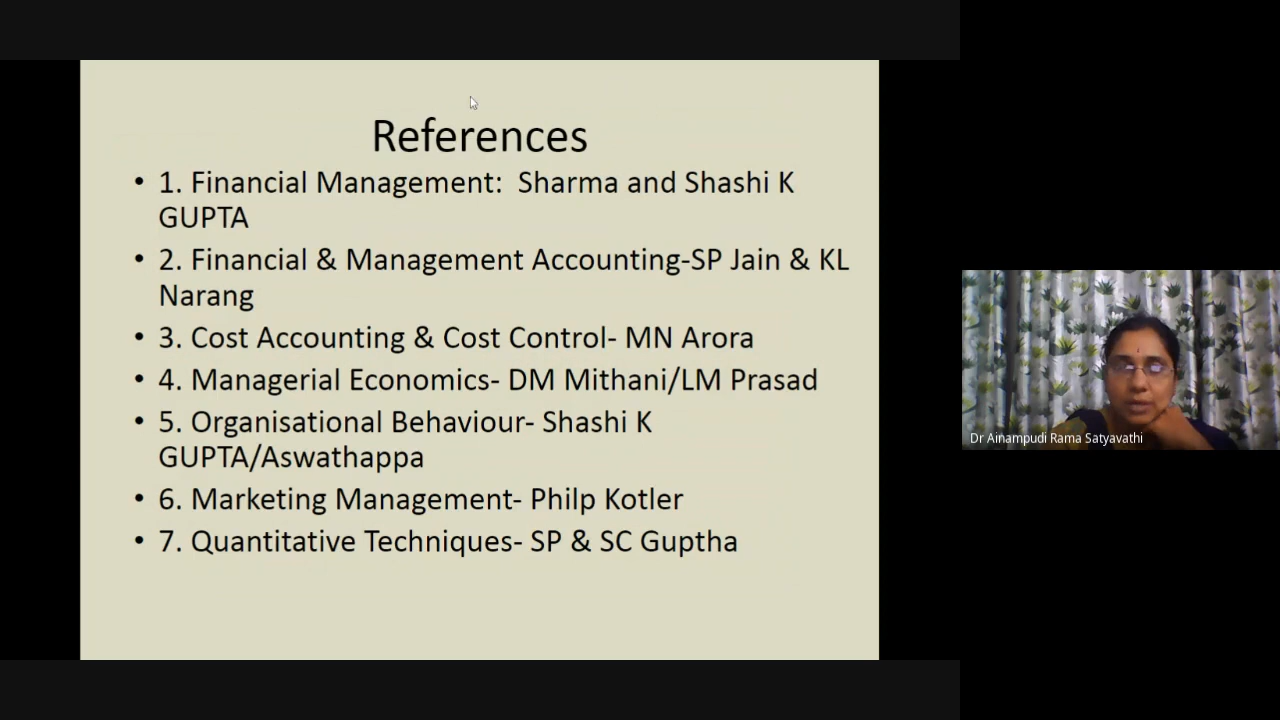 References
• 1. Financial Management:  Sharma and Shashi K
GUPTA
• 2. Financial & Management Accounting-SP Jain & KL
Narang
• 3. Cost Accounting & Cost Control- MN Arora
• 4. Managerial Economics- DM Mithani/LM Prasad
• 5. Organisational Behaviour- Shashi K
GUPTA/Aswathappa
• 6. Marketing Management- Philp Kotler
• 7. Quantitative Techniques- SP & SC Guptha
Dr Ainampudi Rama Satyavathi